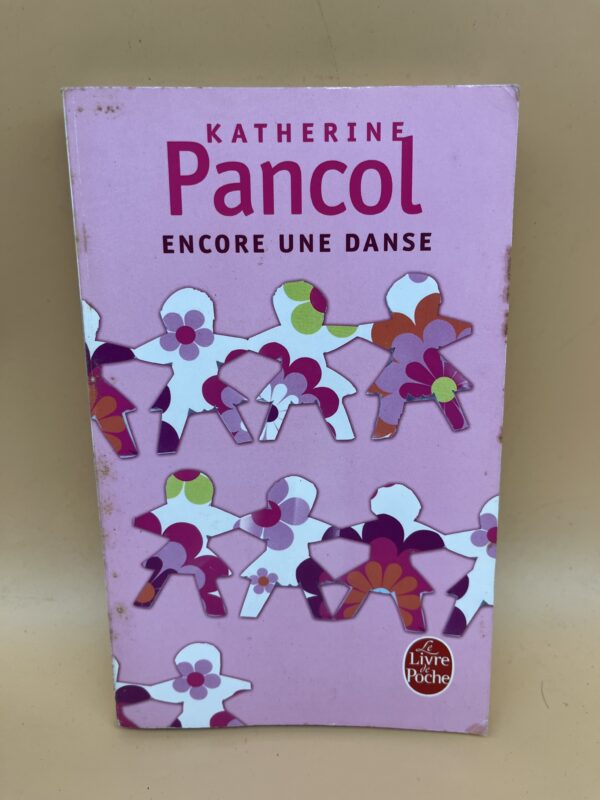 KATHERINE
Pancol
ENCORE UNE DANSE
Le
Livre
de
Poche